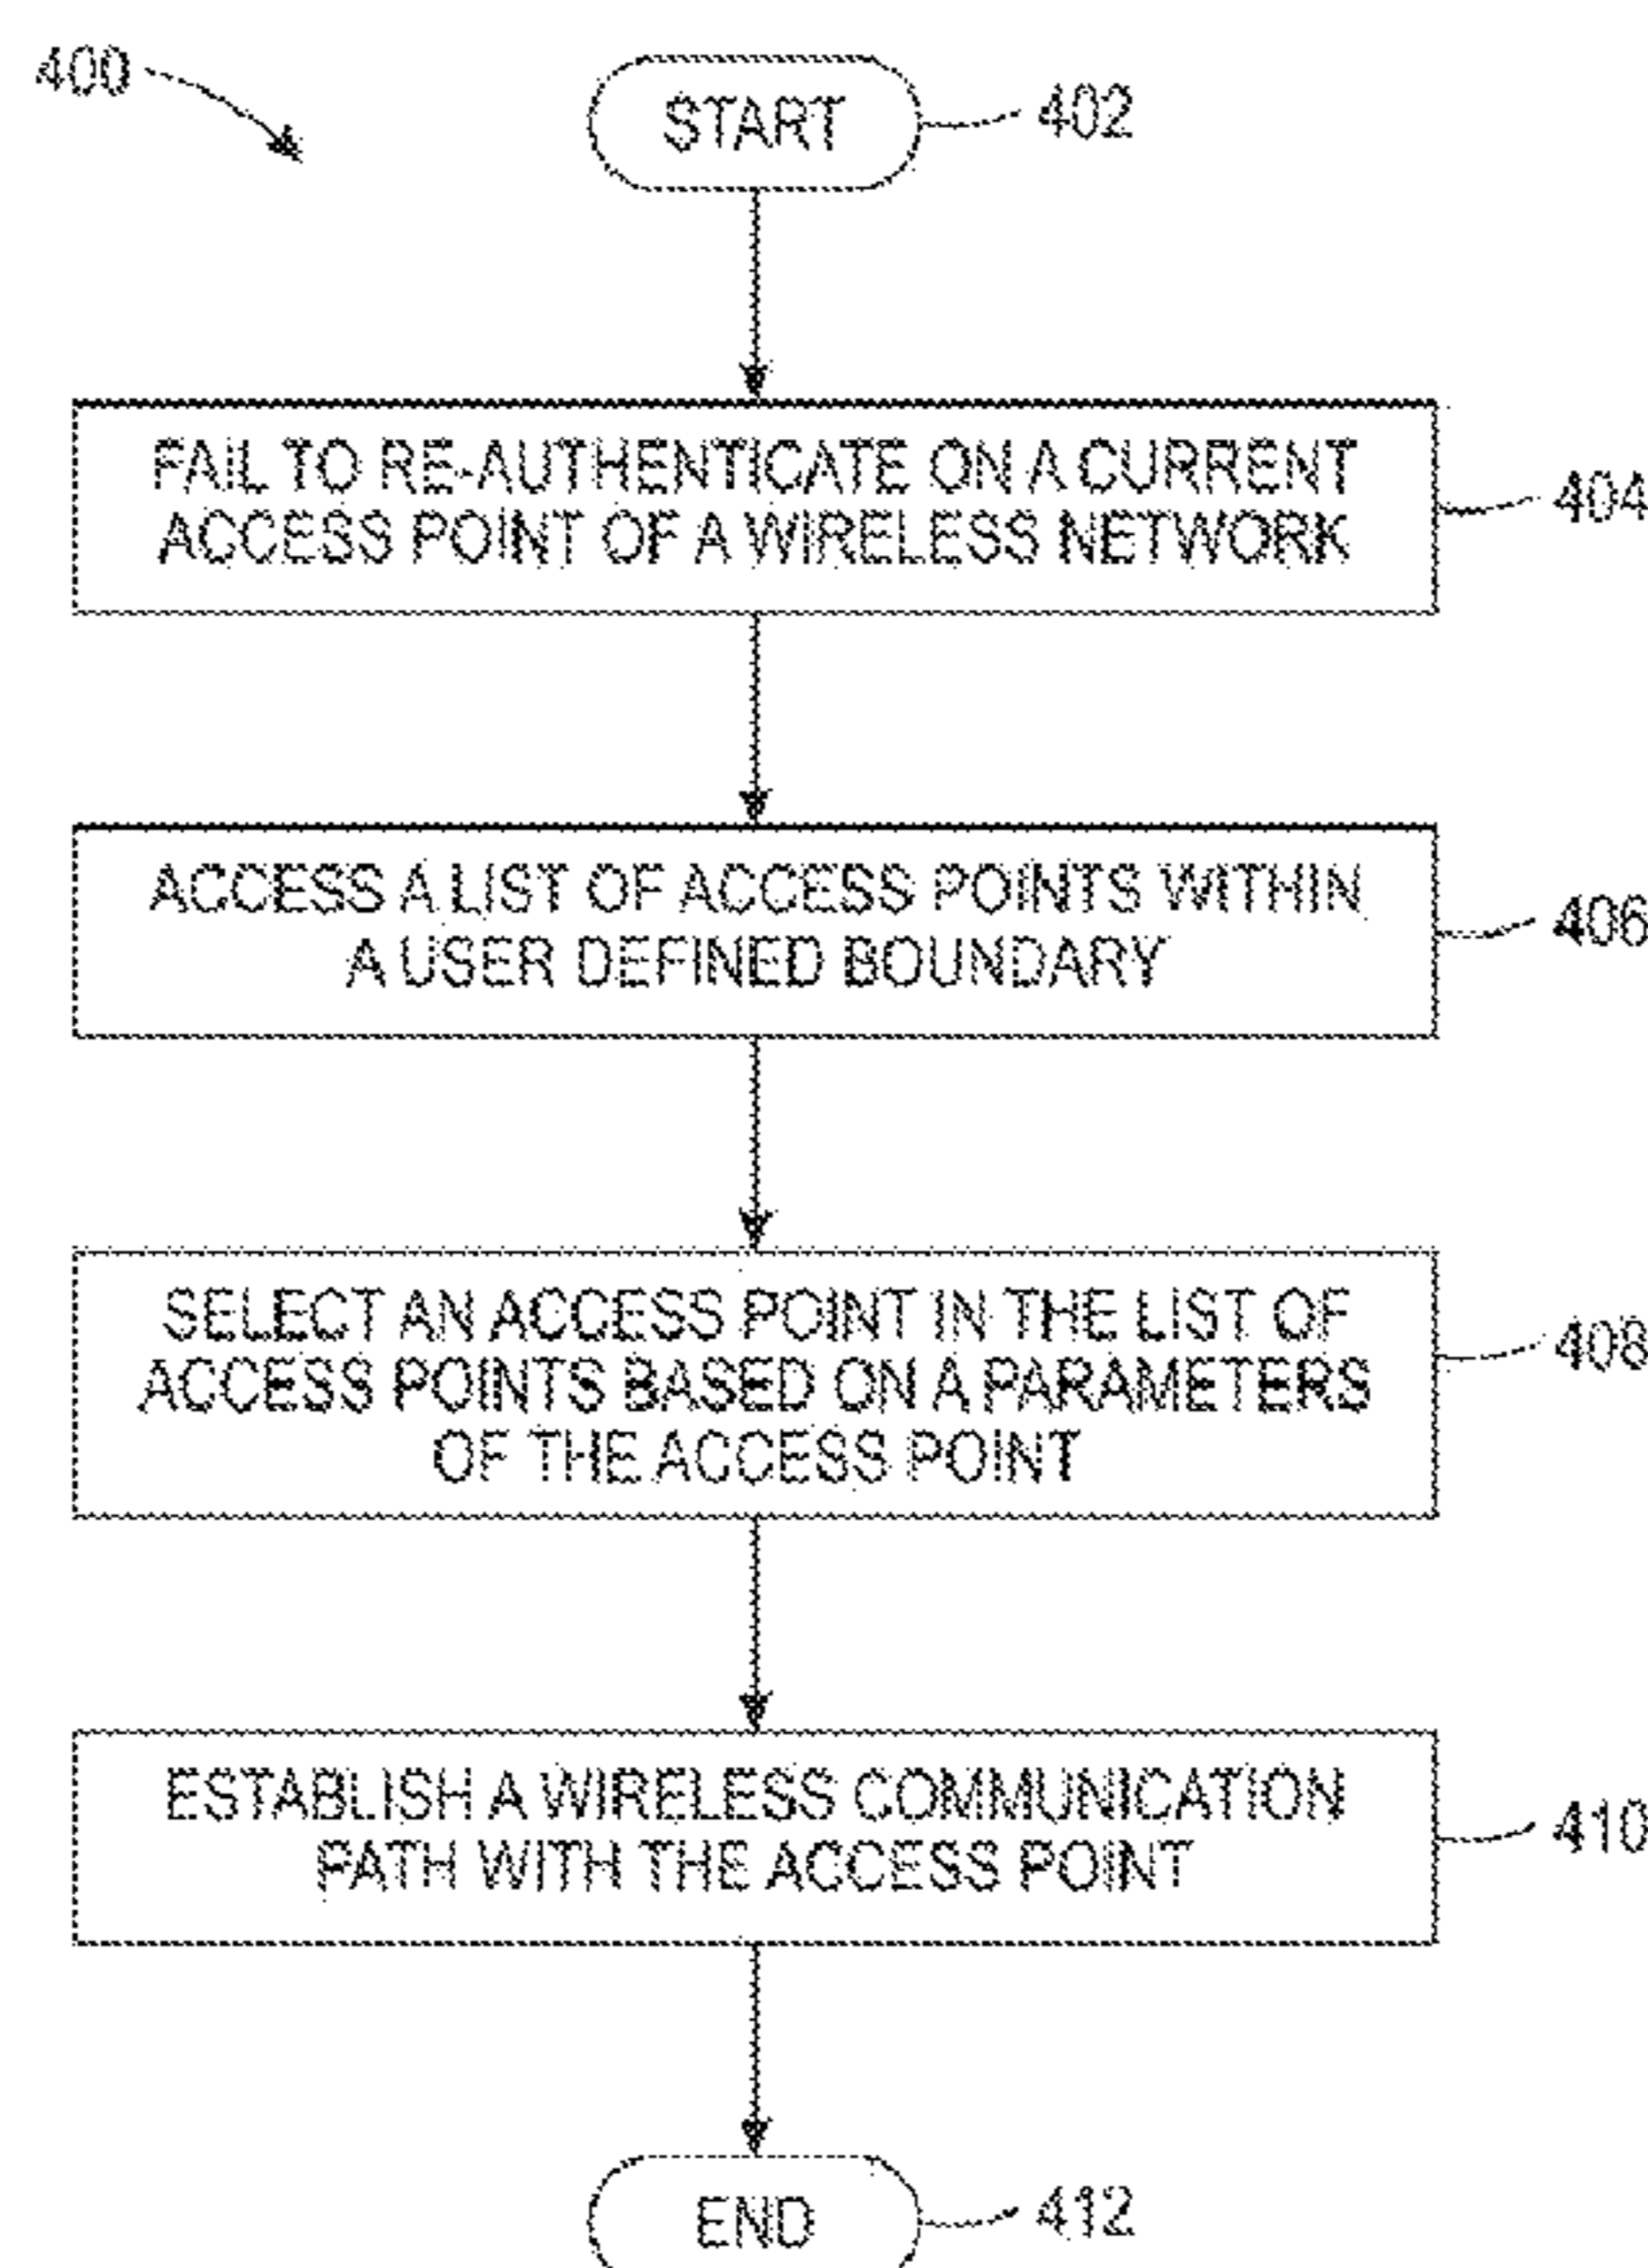 400
START
402
FAIL TO RE-AUTHENTICATE ON A CURRENT
ACCESS POINT OF A WIRELESS NETWORK
404
ACCESS A LIST OF ACCESS POINTS WITHIN
A USER DEFINED BOUNDARY
406
SELECT AN ACCESS POINT IN THE LIST OF
ACCESS POINTS BASED ON A PARAMETERS
OF THE ACCESS POINT
408
ESTABLISH A WIRELESS COMMUNICATION
PATH WITH THE ACCESS POINT
410
END
412